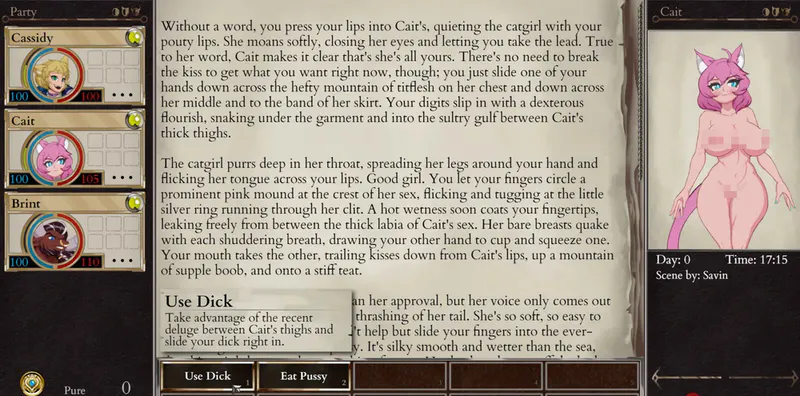 Party
Cassidy
100 100
Cait
100 105
Brint
100 110
Pure 0
Without a word, you press your lips into Cait's, quieting the catgirl with your
pouty lips. She moans softly, closing her eyes and letting you take the lead. True
to her word, Cait makes it clear that's she's all yours. There's no need to break
the kiss to get what you want right now, though; you just slide one of your
hands down across the hefty mountain of titflesh on her chest and down across
her middle and to the band of her skirt. Your digits slip in with a dexterous
flourish, snaking under the garment and into the sultry gulf between Cait's
thick thighs.
The catgirl purrs deep in her throat, spreading her legs around your hand and
flicking her tongue across your lips. Good girl. You let your fingers circle a
prominent pink mound at the crest of her sex, flicking and tugging at the little
silver ring running through her clit. A hot wetness soon coats your fingertips,
leaking freely from between the thick labia of Cait's sex. Her bare breasts quake
with each shuddering breath, drawing your other hand to cup and squeeze one.
Your mouth takes the other, trailing kisses down from Cait's lips, up a mountain
of supple boob, and onto a stiff teat.
an her approval, but her voice only comes out
thrashing of her tail. She's so soft, so easy to
't help but slide your fingers into the ever-
It's silky smooth and wetter than the sea,
Use Dick
Take advantage of the recent
deluge between Cait's thighs and
slide your dick right in.
Use Dick 1
Eat Pussy 2
3
4
5
Cait
Day: 0 Time: 17:15
Scene by: Savin